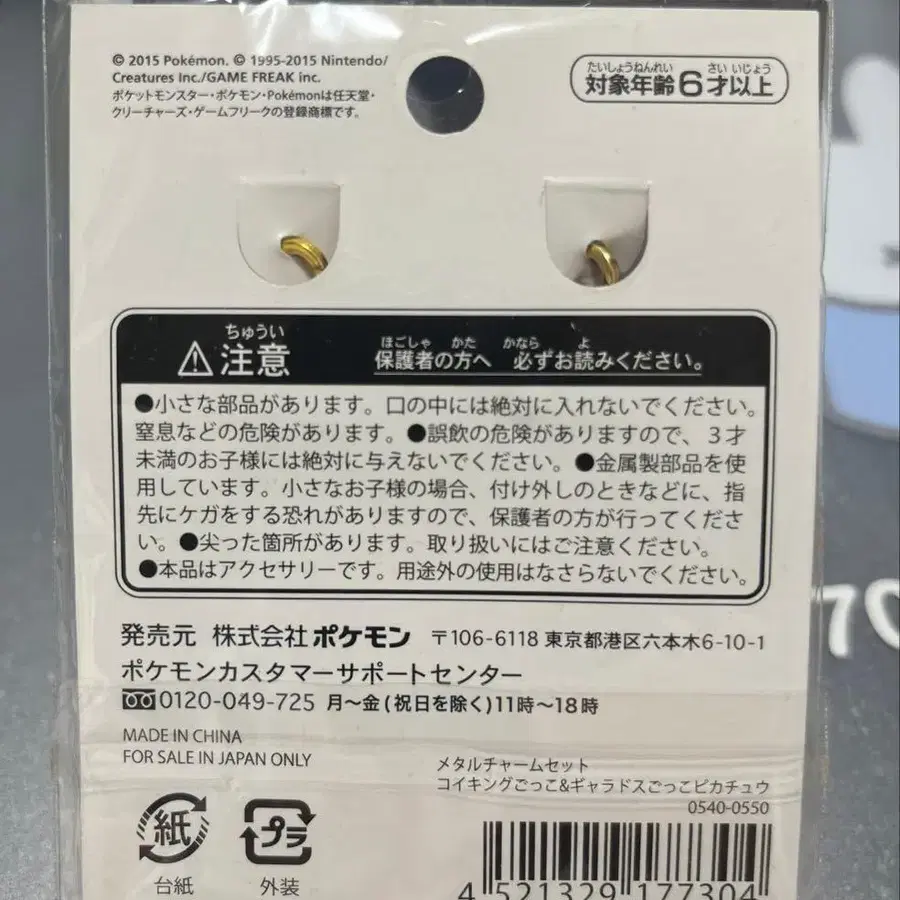 © 2015 Pokémon. © 1995-2015 Nintendo/
Creatures Inc./GAME FREAK inc.
ポケットモンスター・ポケモン・Pokémonは任天堂・
クリーチャーズ・ゲームフリークの登録商標です。
たいしょうねんれい さい いじょう
対象年齢6才以上
ちゅうい
⚠注意
ほごしゃ かた かなら よ
保護者の方へ 必ずお読みください。
●小さな部品があります。口の中には絶対に入れないでください。
窒息などの危険があります。●誤飲の危険がありますので、3才
未満のお子様には絶対に与えないでください。●金属製部品を使
用しています。小さなお子様の場合、付け外しのときなどに、指
先にケガをする恐れがありますので、保護者の方が行ってくださ
い。●尖った箇所があります。取り扱いにはご注意ください。
●本品はアクセサリーです。用途外の使用はなさらないでください。
発売元 株式会社ポケモン 〒106-6118 東京都港区六本木6-10-1
ポケモンカスタマーサポートセンター
0120-049-725 月~金(祝日を除く)11時~18時
MADE IN CHINA
FOR SALE IN JAPAN ONLY
メタルチャームセット
コイキングごっこ&ギャラドスごっこピカチュウ
0540-0550
紙
台紙
プラ
外装
4 521329 177304